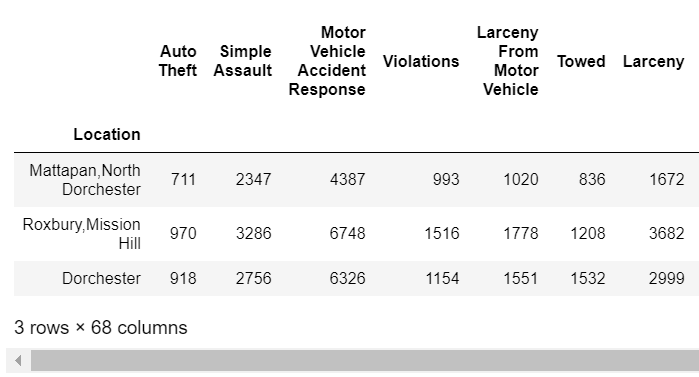 Auto Theft Simple Assault Motor Vehicle Accident Response Violations Larceny From Motor Vehicle Towed Larceny
Location
Mattapan,North Dorchester 711 2347 4387 993 1020 836 1672
Roxbury,Mission Hill 970 3286 6748 1516 1778 1208 3682
Dorchester 918 2756 6326 1154 1551 1532 2999
3 rows × 68 columns